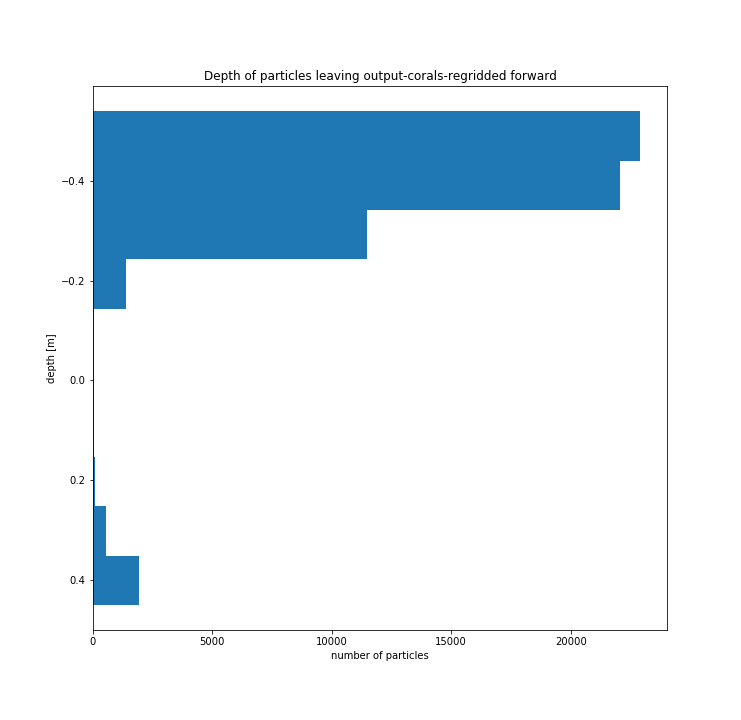 Depth of particles leaving output-corals-regridded forward
−0.4
−0.2
0.0
0.2
0.4
depth [m]
0 5000 10000 15000 20000
number of particles